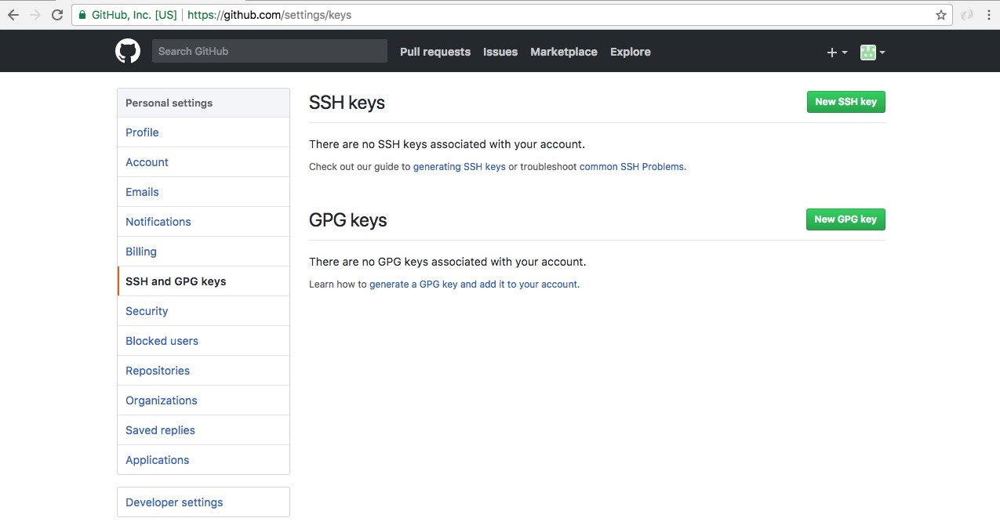 GitHub, Inc. [US] | https://github.com/settings/keys
Search GitHub
Pull requests Issues Marketplace Explore
Personal settings
Profile
Account
Emails
Notifications
Billing
SSH and GPG keys
Security
Blocked users
Repositories
Organizations
Saved replies
Applications
Developer settings
SSH keys
New SSH key
There are no SSH keys associated with your account.
Check out our guide to generating SSH keys or troubleshoot common SSH Problems.
GPG keys
New GPG key
There are no GPG keys associated with your account.
Learn how to generate a GPG key and add it to your account.